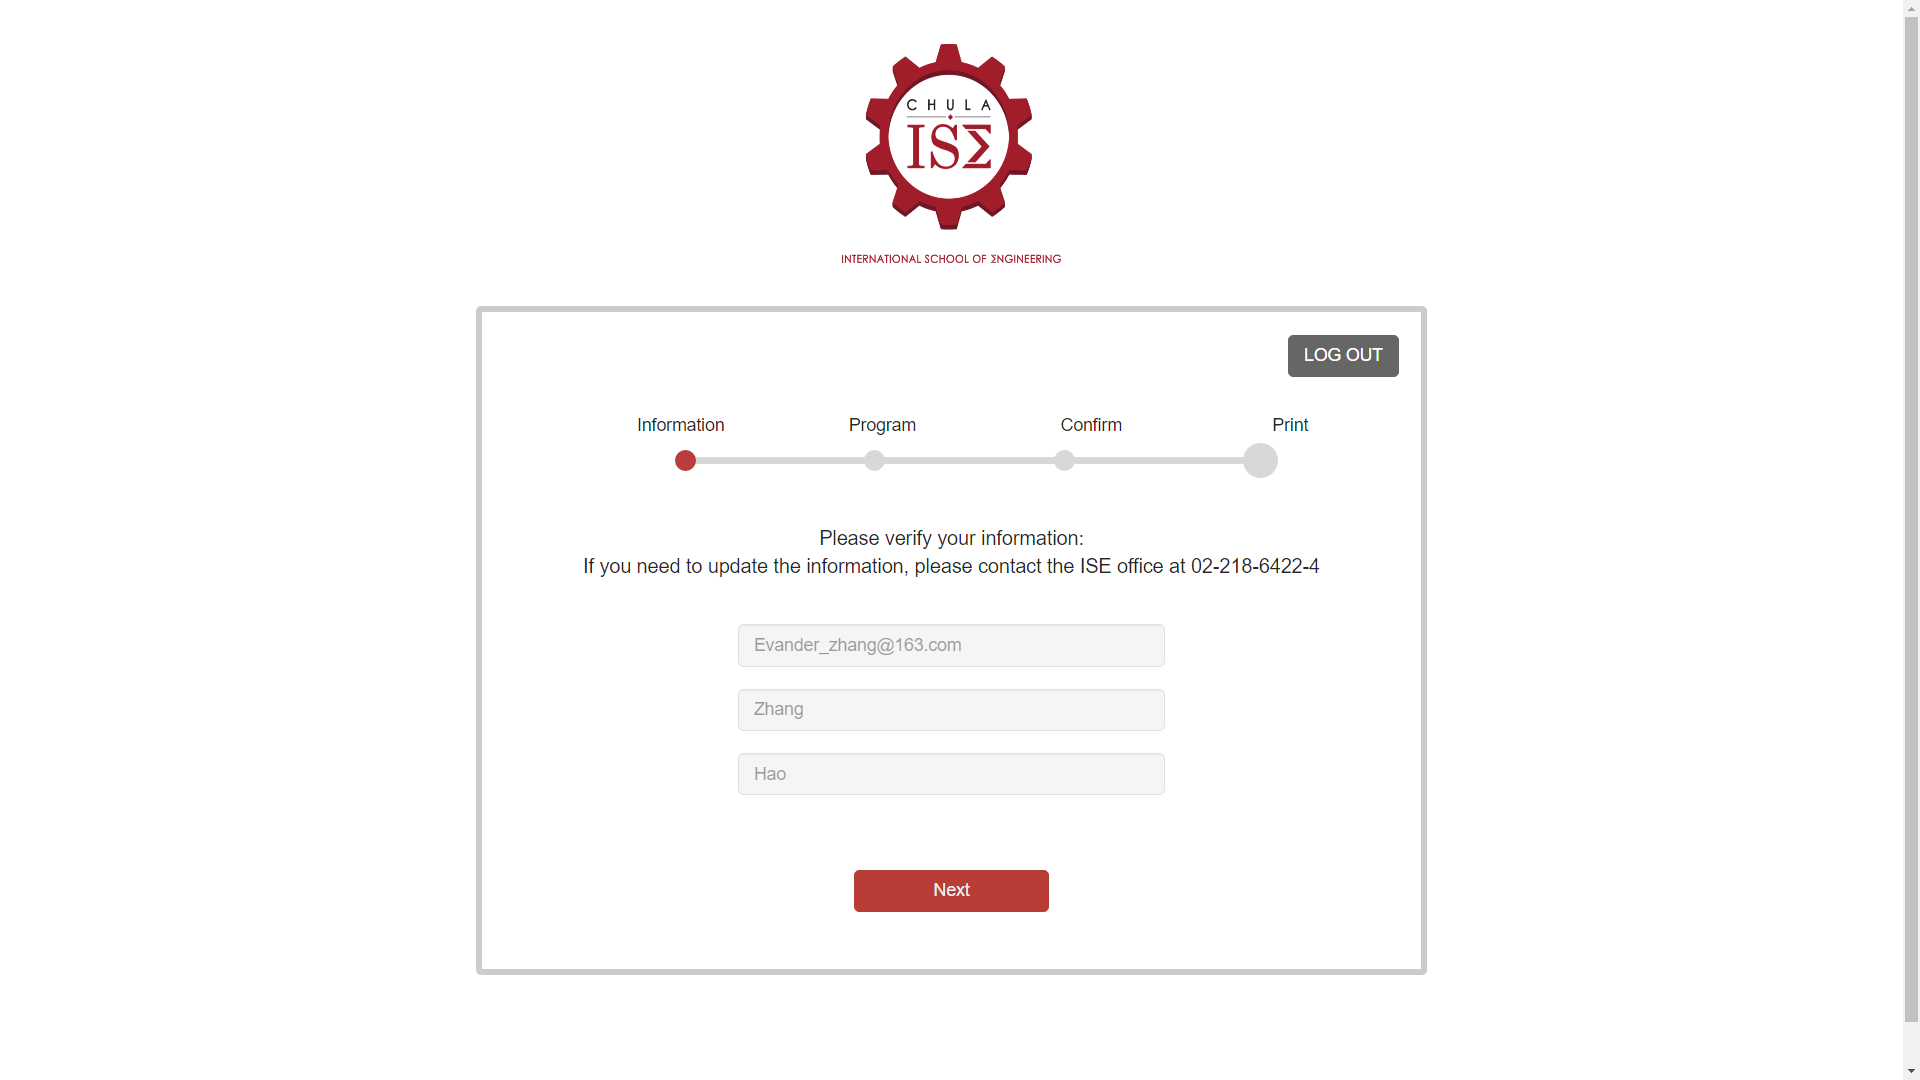 CHULA
ISΣ
INTERNATIONAL SCHOOL OF ΣNGINEERING
LOG OUT
Information Program Confirm Print
Please verify your information:
If you need to update the information, please contact the ISE office at 02-218-6422-4
Evander_zhang@163.com
Zhang
Hao
Next